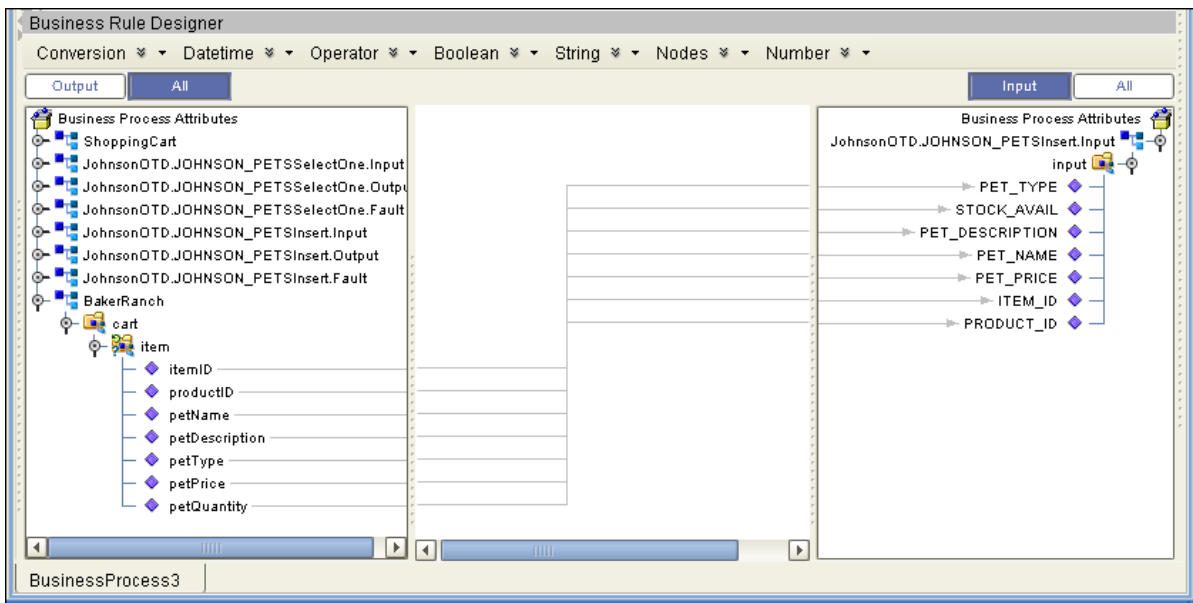 Business Rule Designer
Conversion Datetime Operator Boolean String Nodes Number
Output All Input All
Business Process Attributes
ShoppingCart
JohnsonOTD.JOHNSON_PETSSelectOne.Input
JohnsonOTD.JOHNSON_PETSSelectOne.Outpu
JohnsonOTD.JOHNSON_PETSSelectOne.Fault
JohnsonOTD.JOHNSON_PETSInsert.Input
JohnsonOTD.JOHNSON_PETSInsert.Output
JohnsonOTD.JOHNSON_PETSInsert.Fault
BakerRanch
cart
item
itemID
productID
petName
petDescription
petType
petPrice
petQuantity
Business Process Attributes
JohnsonOTD.JOHNSON_PETSInsert.Input
input
PET_TYPE
STOCK_AVAIL
PET_DESCRIPTION
PET_NAME
PET_PRICE
ITEM_ID
PRODUCT_ID
BusinessProcess3